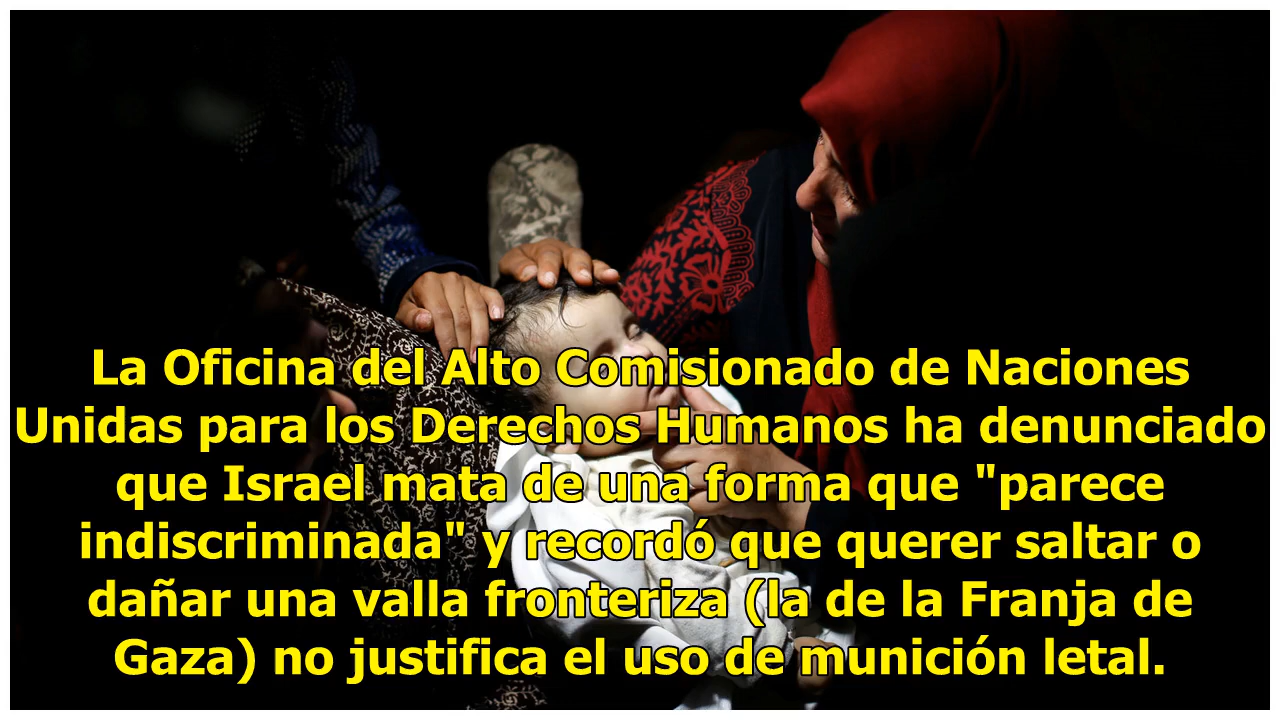 La Oficina del Alto Comisionado de Naciones
Unidas para los Derechos Humanos ha denunciado
que Israel mata de una forma que "parece
indiscriminada" y recordó que querer saltar o
dañar una valla fronteriza (la de la Franja de
Gaza) no justifica el uso de munición letal.